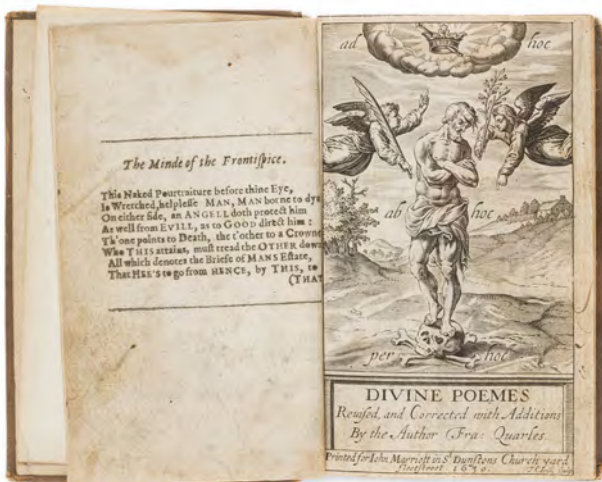 The Minde of the Frontiſpice.
This Naked Pourtraiture before thine Eye,
Is Wretched, helpleſſe MAN, MAN borne to dye
On either ſide, an ANGELL doth protect him
As well from EVILL, as to GOOD direct him :
Th'one points to Death, the t'other to a Crowne
Who THIS attains, muſt tread the OTHER down
All which denotes the Briefe of MANS Eſtate,
That HEE'S to go from HENCE, by THIS, to
(THAT
ad hoc
ab hoc
per hoc
DIVINE POEMES
Reuiſed, and Corrected with Additions
By the Author Fra: Quarles.
Printed for Iohn Marriott in St Dunſtons Church yard
fleetſtreet